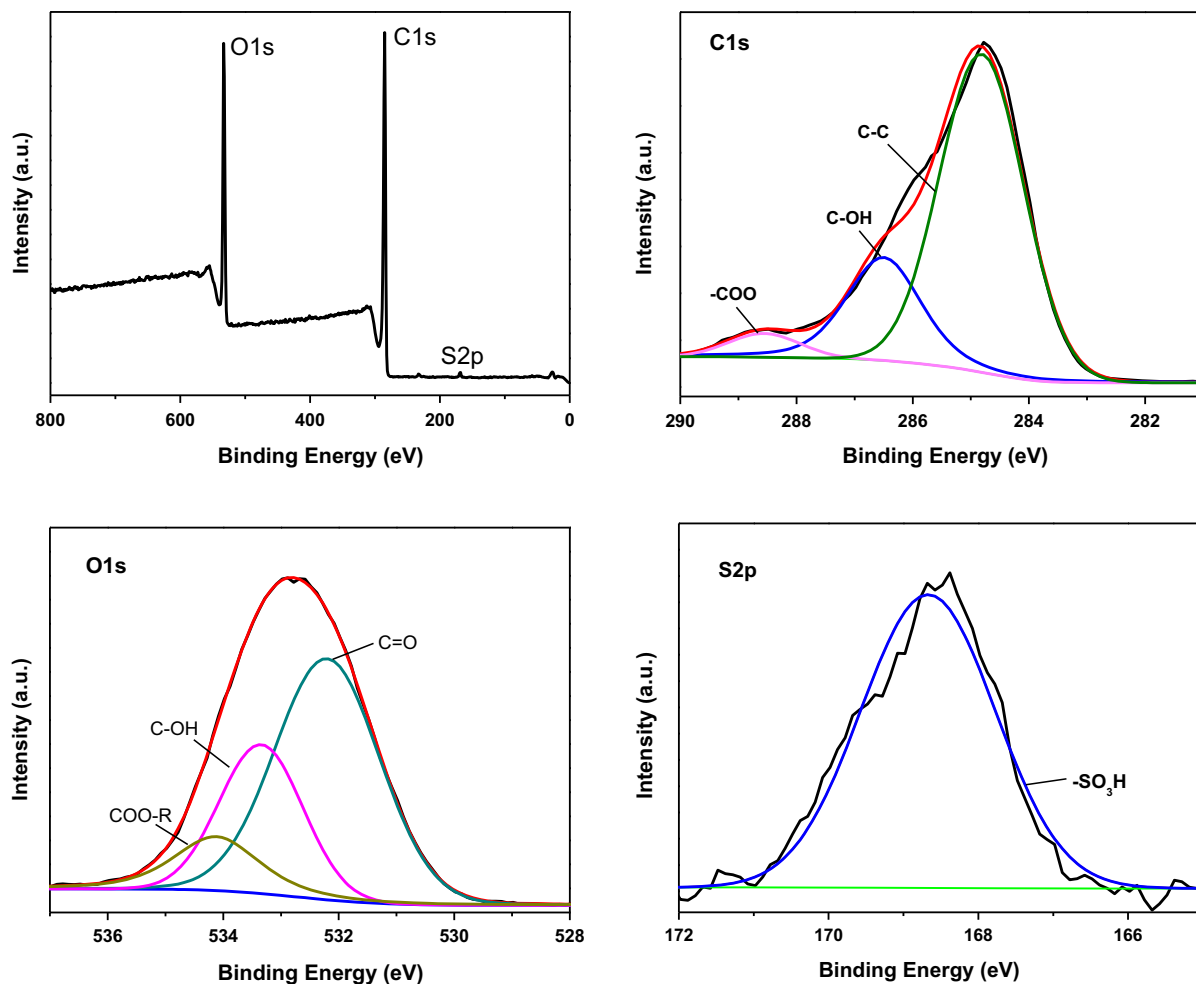 O1s
C1s
S2p
Intensity (a.u.)
800 600 400 200 0
Binding Energy (eV)
C1s
C-C
C-OH
-COO
Intensity (a.u.)
290 288 286 284 282
Binding Energy (eV)
O1s
C=O
C-OH
COO-R
Intensity (a.u.)
536 534 532 530 528
Binding Energy (eV)
S2p
-SO₃H
Intensity (a.u.)
172 170 168 166
Binding Energy (eV)